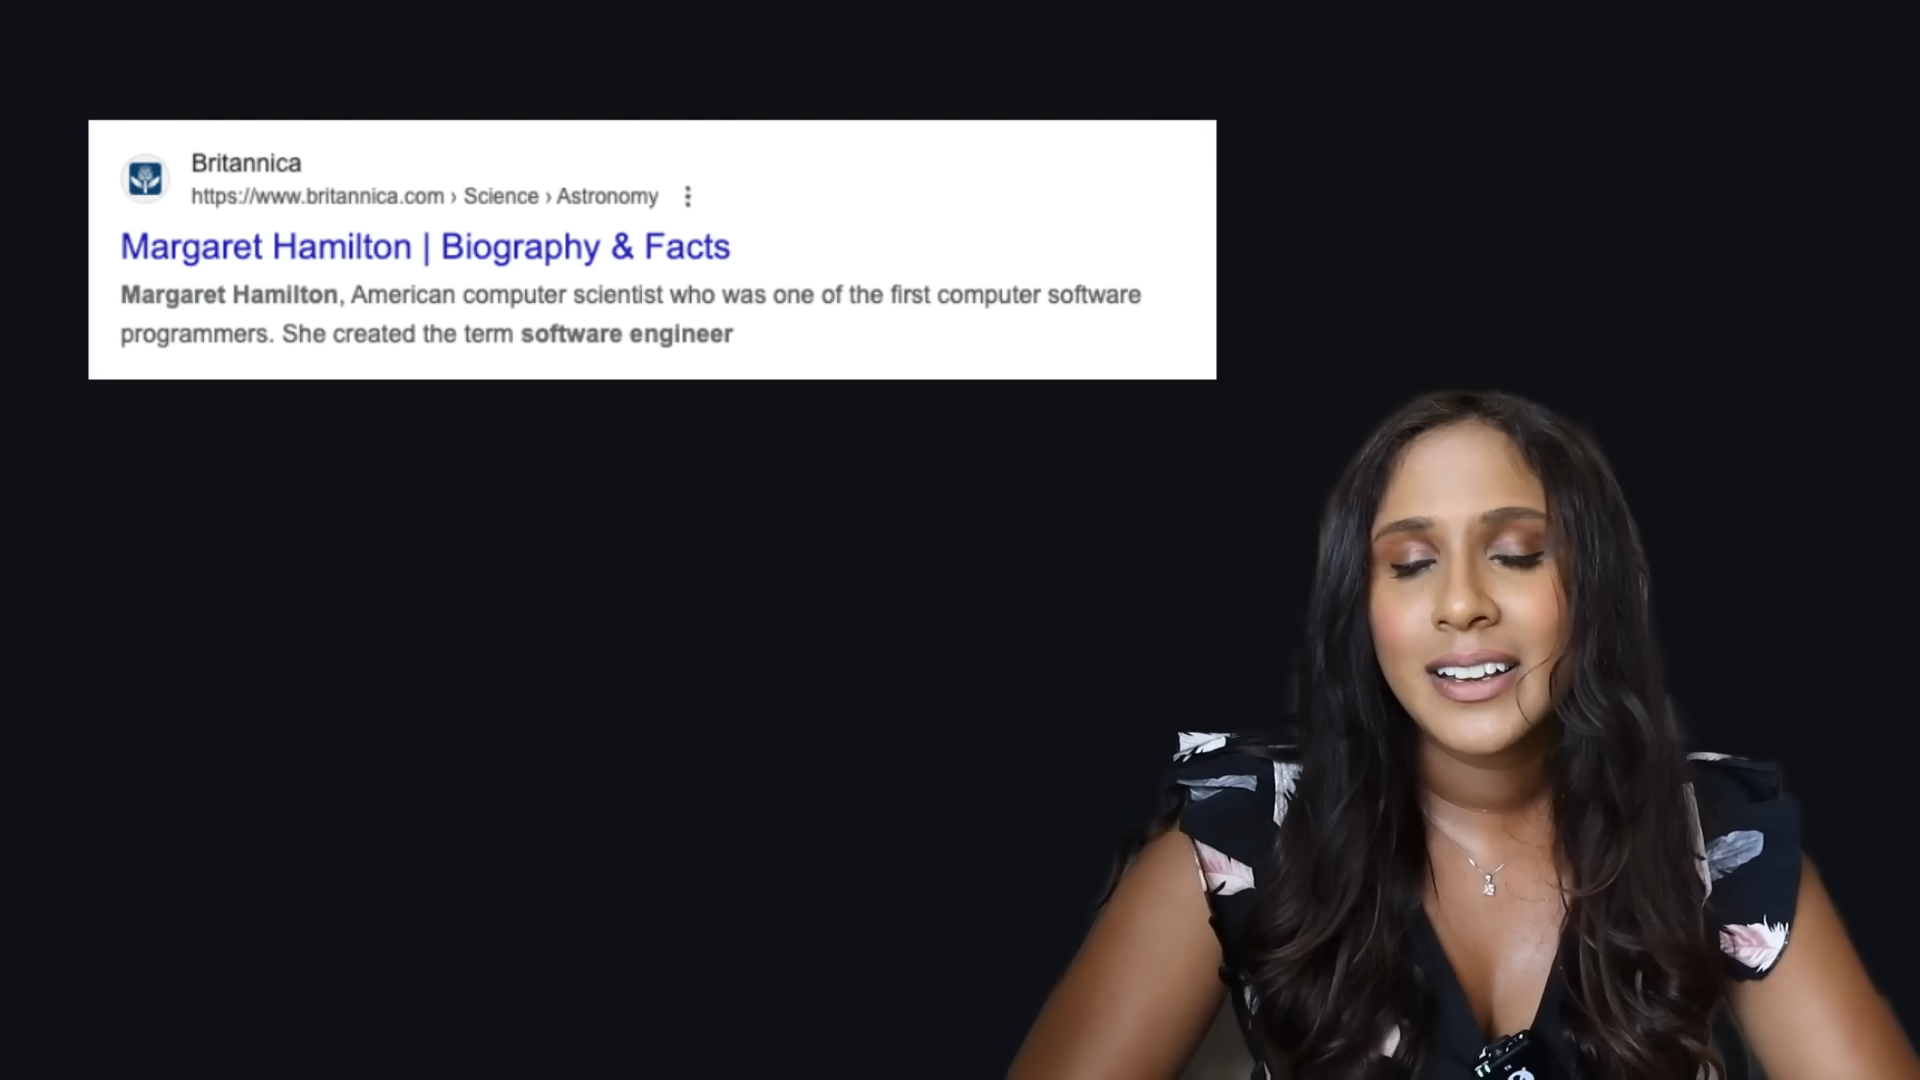 Britannica
https://www.britannica.com › Science › Astronomy
Margaret Hamilton | Biography & Facts
Margaret Hamilton, American computer scientist who was one of the first computer software
programmers. She created the term software engineer